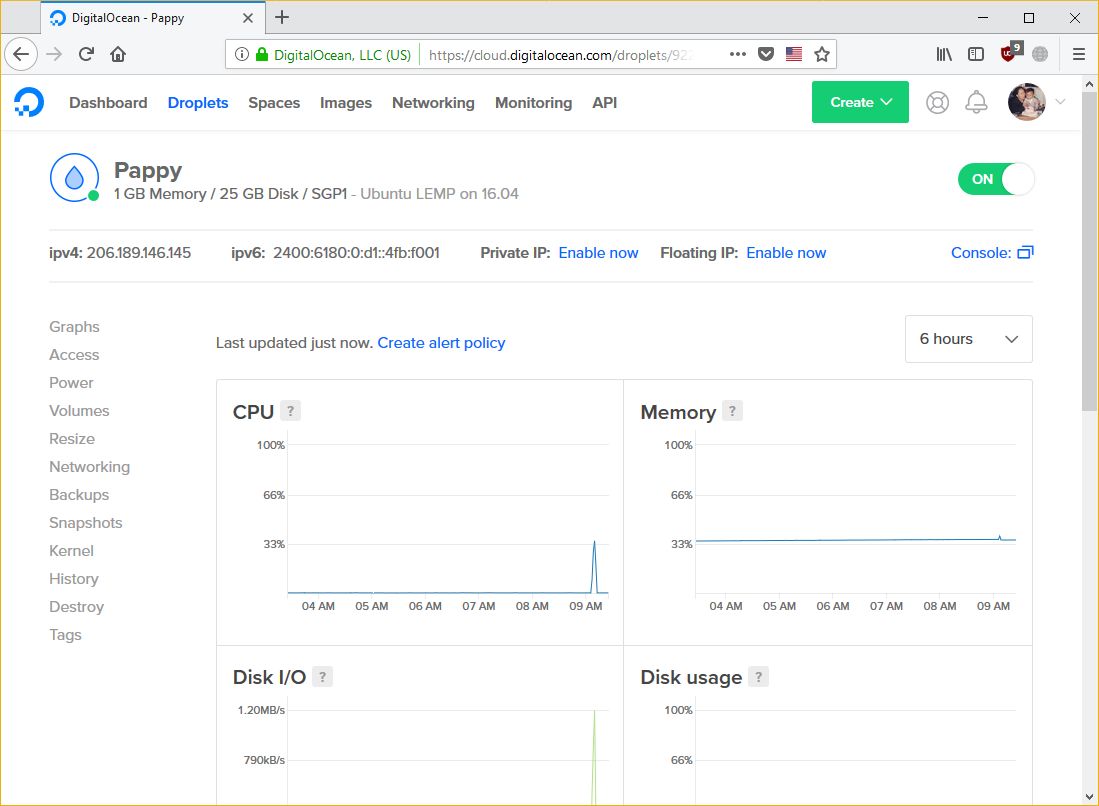 DigitalOcean - Pappy
DigitalOcean, LLC (US) https://cloud.digitalocean.com/droplets/922
9
Dashboard Droplets Spaces Images Networking Monitoring API Create
Pappy
1 GB Memory / 25 GB Disk / SGP1 - Ubuntu LEMP on 16.04
ON
ipv4: 206.189.146.145 ipv6: 2400:6180:0:d1::4fb:f001 Private IP: Enable now Floating IP: Enable now Console:
Graphs
Access
Power
Volumes
Resize
Networking
Backups
Snapshots
Kernel
History
Destroy
Tags
Last updated just now. Create alert policy
6 hours
CPU ?
100%
66%
33%
04 AM 05 AM 06 AM 07 AM 08 AM 09 AM
Memory ?
100%
66%
33%
04 AM 05 AM 06 AM 07 AM 08 AM 09 AM
Disk I/O ?
1.20MB/s
790kB/s
Disk usage ?
100%
66%